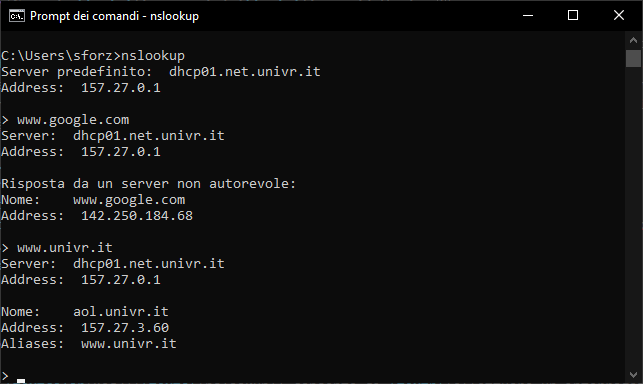 Prompt dei comandi - nslookup
C:\Users\sforz>nslookup
Server predefinito:  dhcp01.net.univr.it
Address:  157.27.0.1
> www.google.com
Server:  dhcp01.net.univr.it
Address:  157.27.0.1
Risposta da un server non autorevole:
Nome:    www.google.com
Address:  142.250.184.68
> www.univr.it
Server:  dhcp01.net.univr.it
Address:  157.27.0.1
Nome:    aol.univr.it
Address:  157.27.3.60
Aliases:  www.univr.it
>